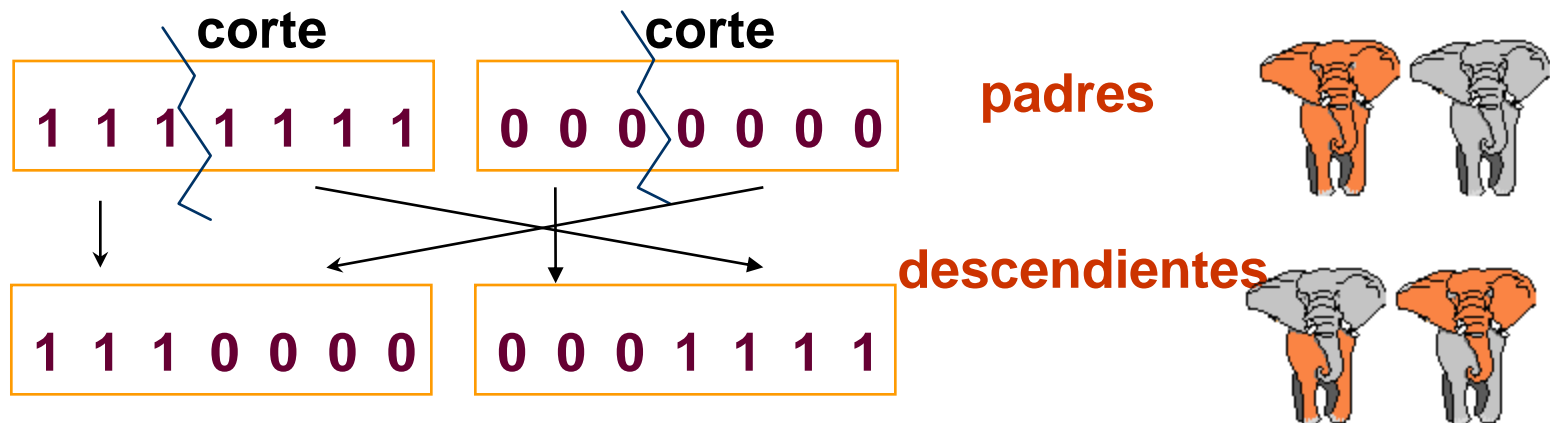 corte corte
1 1 1 1 1 1 1 0 0 0 0 0 0 0
padres
descendientes
1 1 1 0 0 0 0 0 0 0 1 1 1 1